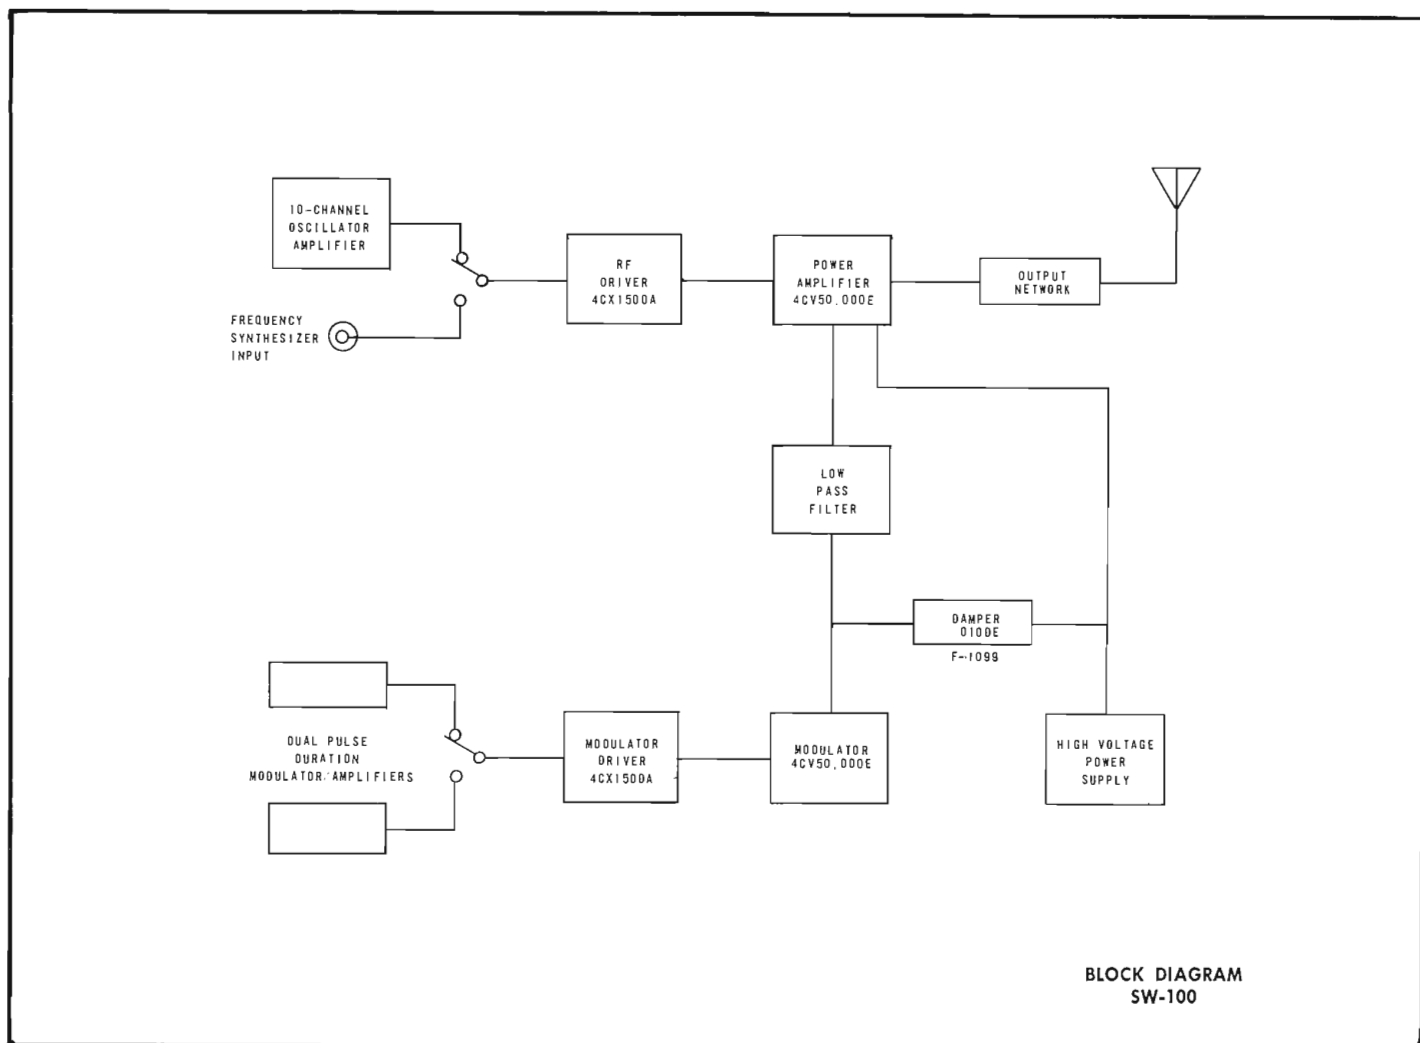 10-CHANNEL
OSCILLATOR
AMPLIFIER
FREQUENCY
SYNTHESIZER
INPUT
RF
DRIVER
4CX1500A
POWER
AMPLIFIER
4CV50,000E
OUTPUT
NETWORK
LOW
PASS
FILTER
DAMPER
DIODE
F-1099
DUAL PULSE
DURATION
MODULATOR/AMPLIFIERS
MODULATOR
DRIVER
4CX1500A
MODULATOR
4CV50,000E
HIGH VOLTAGE
POWER
SUPPLY
BLOCK DIAGRAM
SW-100